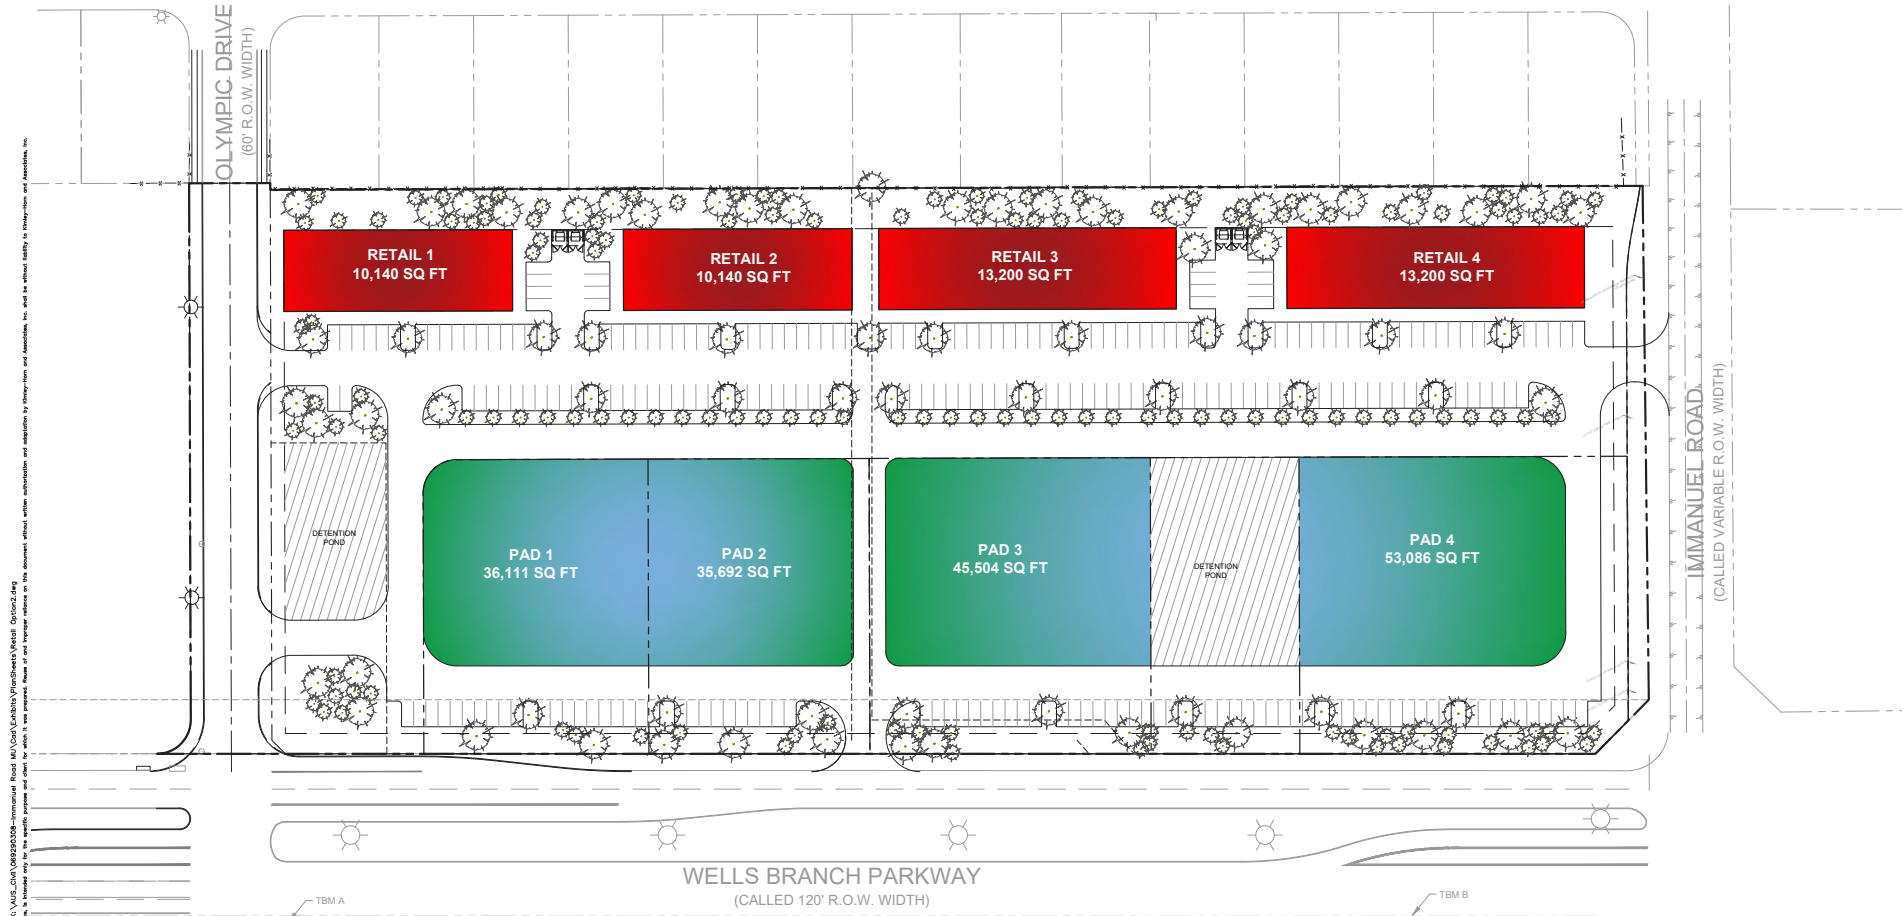 OLYMPIC DRIVE
(60' R.O.W. WIDTH)
RETAIL 1
10,140 SQ FT
RETAIL 2
10,140 SQ FT
RETAIL 3
13,200 SQ FT
RETAIL 4
13,200 SQ FT
DETENTION
POND
PAD 1
36,111 SQ FT
PAD 2
35,692 SQ FT
PAD 3
45,504 SQ FT
DETENTION
POND
PAD 4
53,086 SQ FT
IMMANUEL ROAD
(CALLED VARIABLE R.O.W. WIDTH)
WELLS BRANCH PARKWAY
(CALLED 120' R.O.W. WIDTH)
TBM A
TBM B